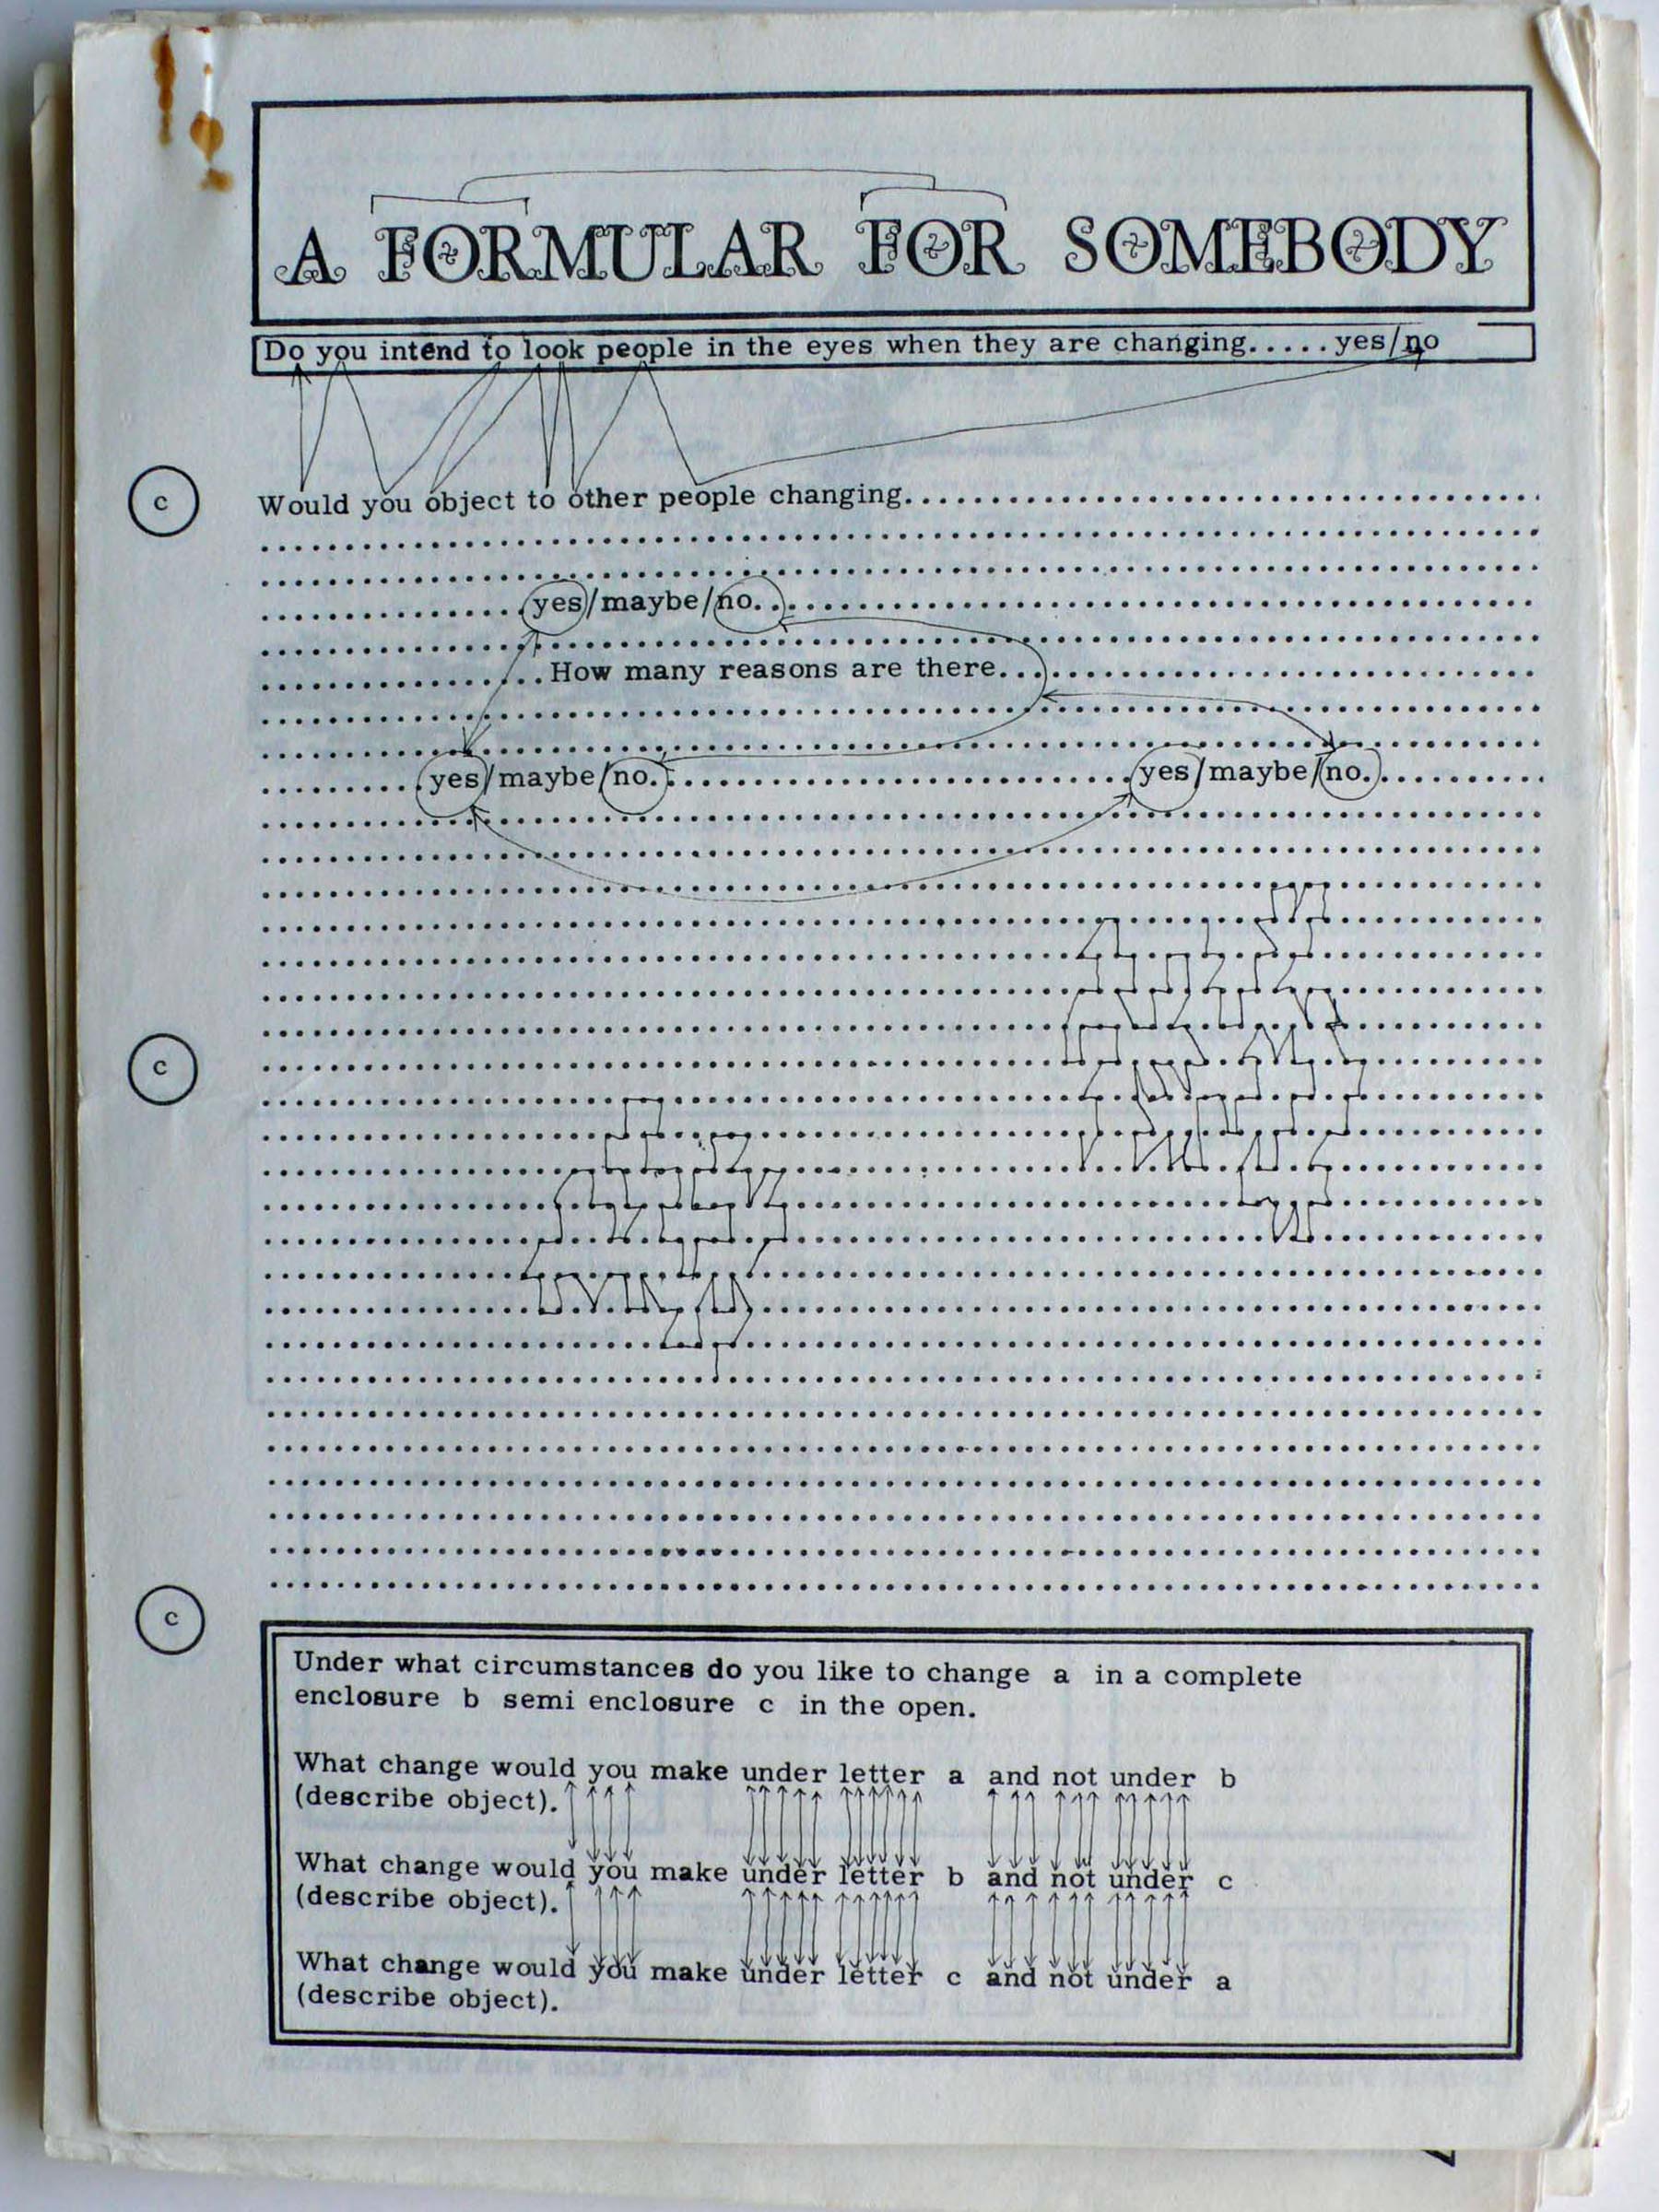 A FORMULAR FOR SOMEBODY
Do you intend to look people in the eyes when they are changing.....yes/no
c
Would you object to other people changing......................................
yes/maybe/no...
...How many reasons are there...
yes/maybe/no. yes/maybe/no.
c
c
Under what circumstances do you like to change a in a complete
enclosure b semi enclosure c in the open.
What change would you make under letter a and not under b
(describe object).
What change would you make under letter b and not under c
(describe object).
What change would you make under letter c and not under a
(describe object).